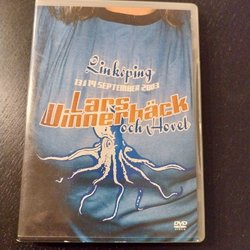 Linköping
13/14 SEPTEMBER 2003
Lars
Winnerbäck
och Hovet
DVD